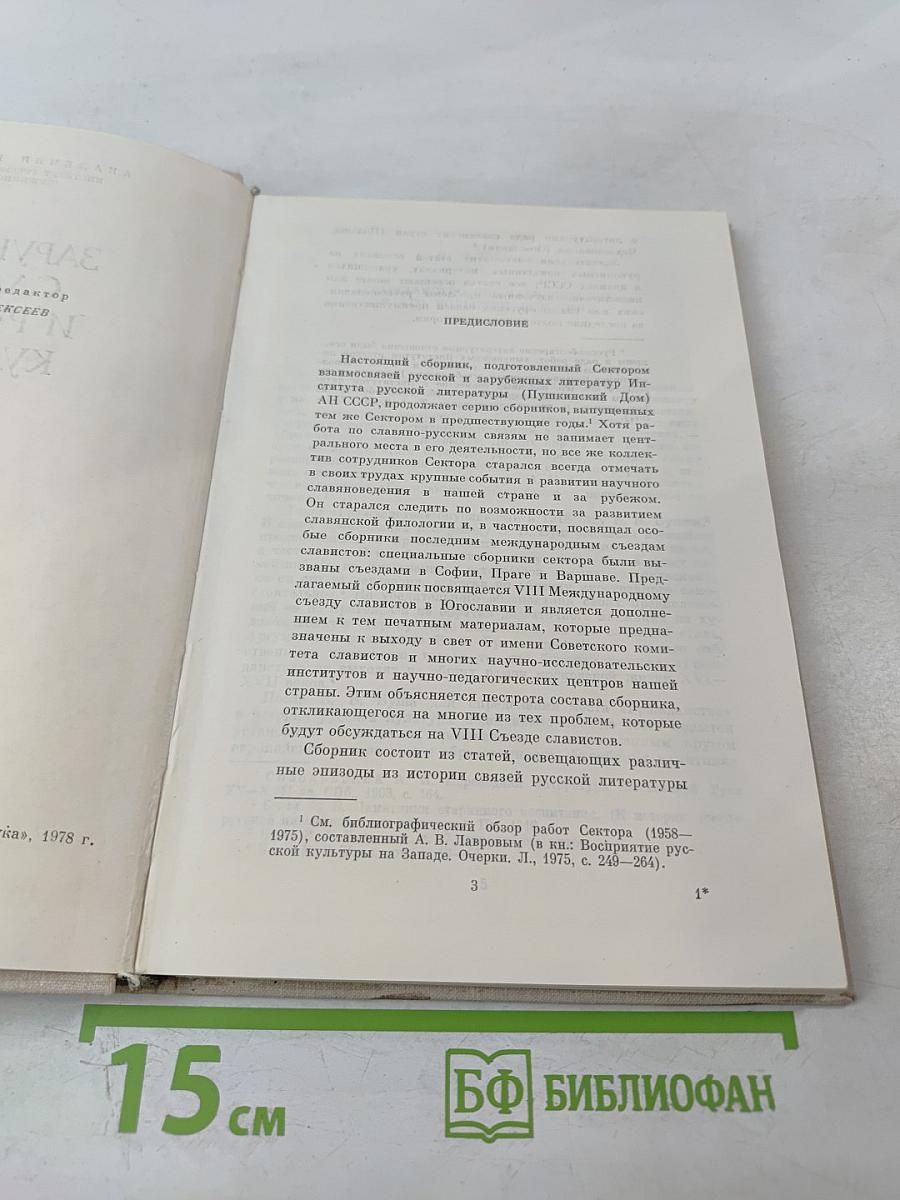 редактор
ЕКСЕЕВ
ука», 1978 г.
ПРЕДИСЛОВИЕ
Настоящий сборник, подготовленный Сектором
взаимосвязей русской и зарубежных литератур Ин-
ститута русской литературы (Пушкинский Дом)
АН СССР, продолжает серию сборников, выпущенных
тем же Сектором в предшествующие годы.¹ Хотя ра-
бота по славяно-русским связям не занимает цент-
рального места в его деятельности, но все же коллек-
тив сотрудников Сектора старался всегда отмечать
в своих трудах крупные события в развитии научного
славяноведения в нашей стране и за рубежом.
Он старался следить по возможности за развитием
славянской филологии и, в частности, посвящал осо-
бые сборники последним международным съездам
славистов: специальные сборники сектора были вы-
званы съездами в Софии, Праге и Варшаве. Пред-
лагаемый сборник посвящается VIII Международному
съезду славистов в Югославии и является дополне-
нием к тем печатным материалам, которые предна-
значены к выходу в свет от имени Советского коми-
тета славистов и многих научно-исследовательских
институтов и научно-педагогических центров нашей
страны. Этим объясняется пестрота состава сборника,
откликающегося на многие из тех проблем, которые
будут обсуждаться на VIII Съезде славистов.
Сборник состоит из статей, освещающих различ-
ные эпизоды из истории связей русской литературы
¹ См. библиографический обзор работ Сектора (1958—
1975), составленный А. В. Лавровым (в кн.: Восприятие рус-
ской культуры на Западе. Очерки. Л., 1975, с. 249—264).
3
1*
15 см
БФ БИБЛИОФАН